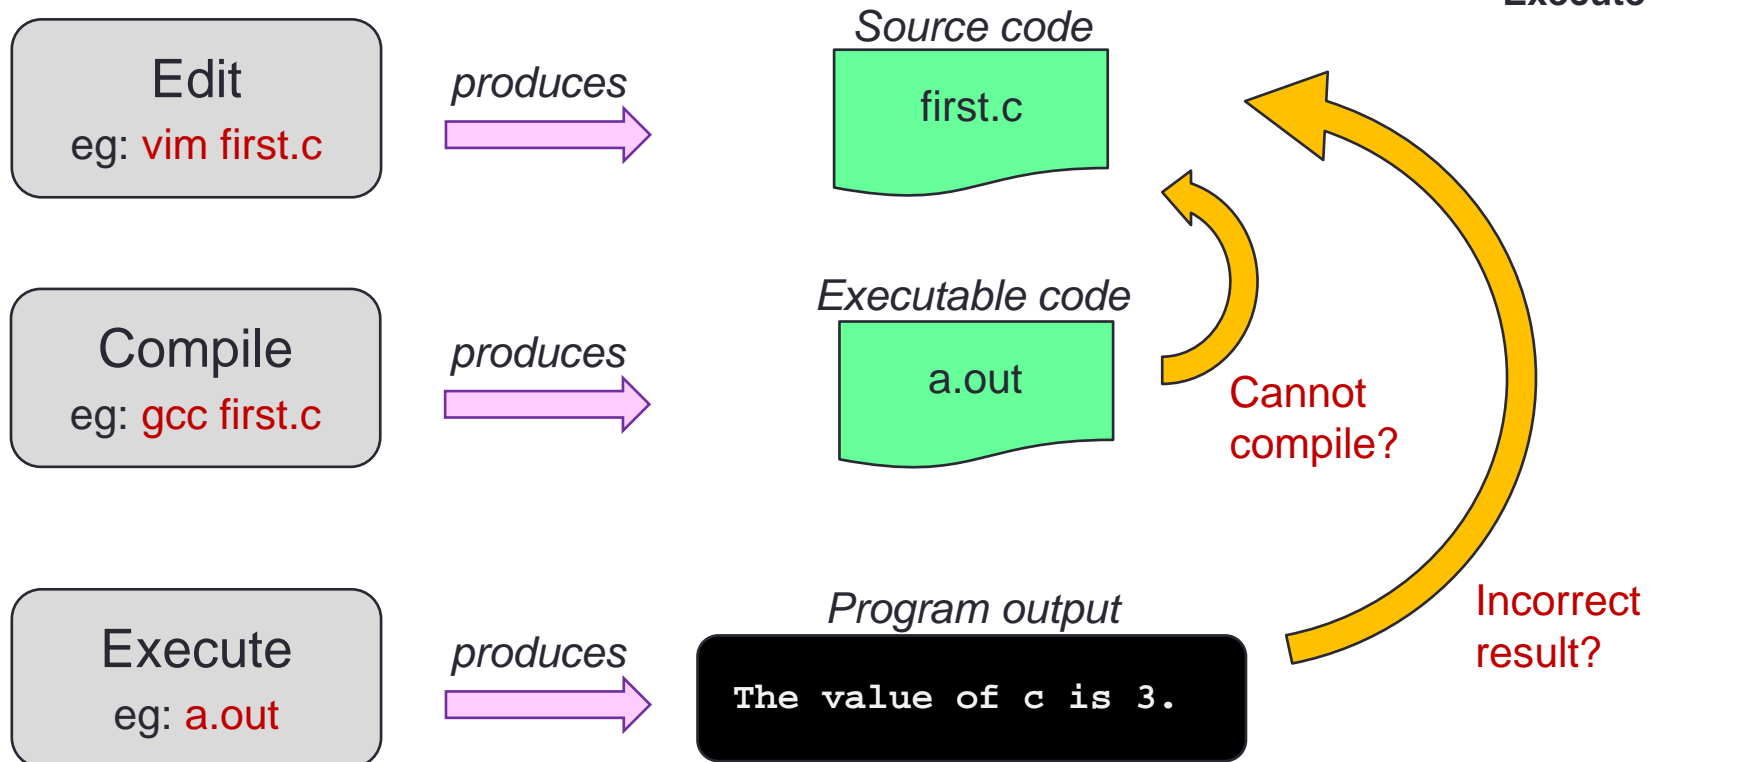 Execute
Edit
eg: vim first.c
produces
Source code
first.c
Compile
eg: gcc first.c
produces
Executable code
a.out
Cannot
compile?
Execute
eg: a.out
produces
Program output
The value of c is 3.
Incorrect
result?